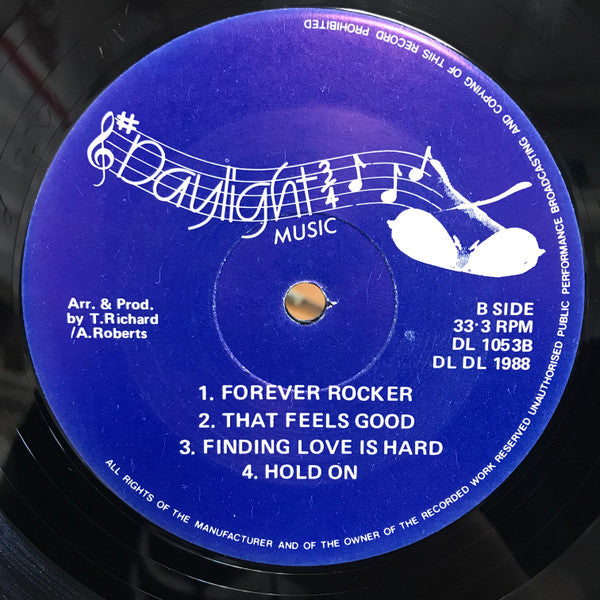 # Daylight 3/4
MUSIC
Arr. & Prod.
by T.Richard
/A.Roberts
B SIDE
33·3 RPM
DL 1053B
DL DL 1988
1. FOREVER ROCKER
2. THAT FEELS GOOD
3. FINDING LOVE IS HARD
4. HOLD ON
ALL RIGHTS OF THE MANUFACTURER AND OF THE OWNER OF THE RECORDED WORK RESERVED UNAUTHORISED PUBLIC PERFORMANCE BROADCASTING AND COPYING OF THIS RECORD PROHIBITED